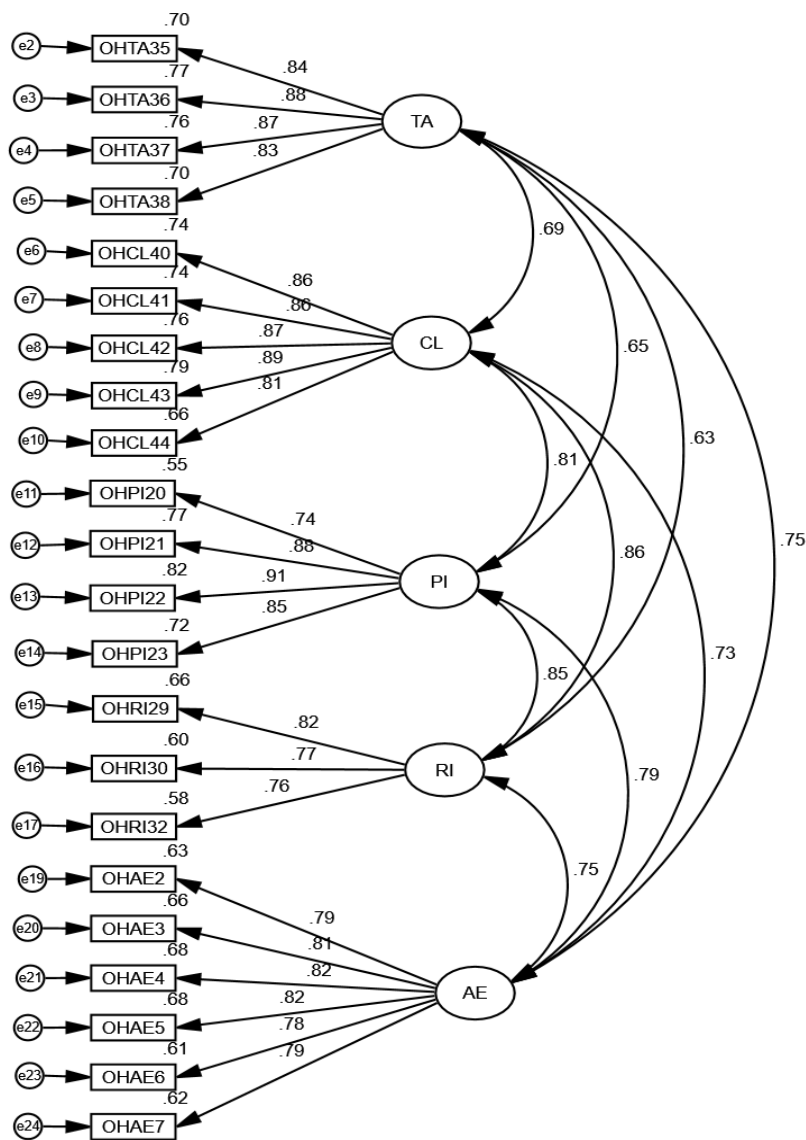 .70
e2 OHTA35
.84
.77
e3 OHTA36
.88
TA
.76
e4 OHTA37
.87
.70
e5 OHTA38
.83
.74
e6 OHCL40
.86
.69
.74
e7 OHCL41
.86
.76
e8 OHCL42
.87
CL
.65
.79
e9 OHCL43
.89
.66
e10 OHCL44
.81
.63
.55
e11 OHPI20
.74
.81
.77
e12 OHPI21
.88
.86
.75
.82
e13 OHPI22
.91
PI
.72
e14 OHPI23
.85
.73
.66
e15 OHRI29
.82
.85
.60
e16 OHRI30
.77
RI
.79
.58
e17 OHRI32
.76
.63
e19 OHAE2
.79
.75
.66
e20 OHAE3
.81
.68
e21 OHAE4
.82
AE
.68
e22 OHAE5
.82
.61
e23 OHAE6
.78
.62
e24 OHAE7
.79